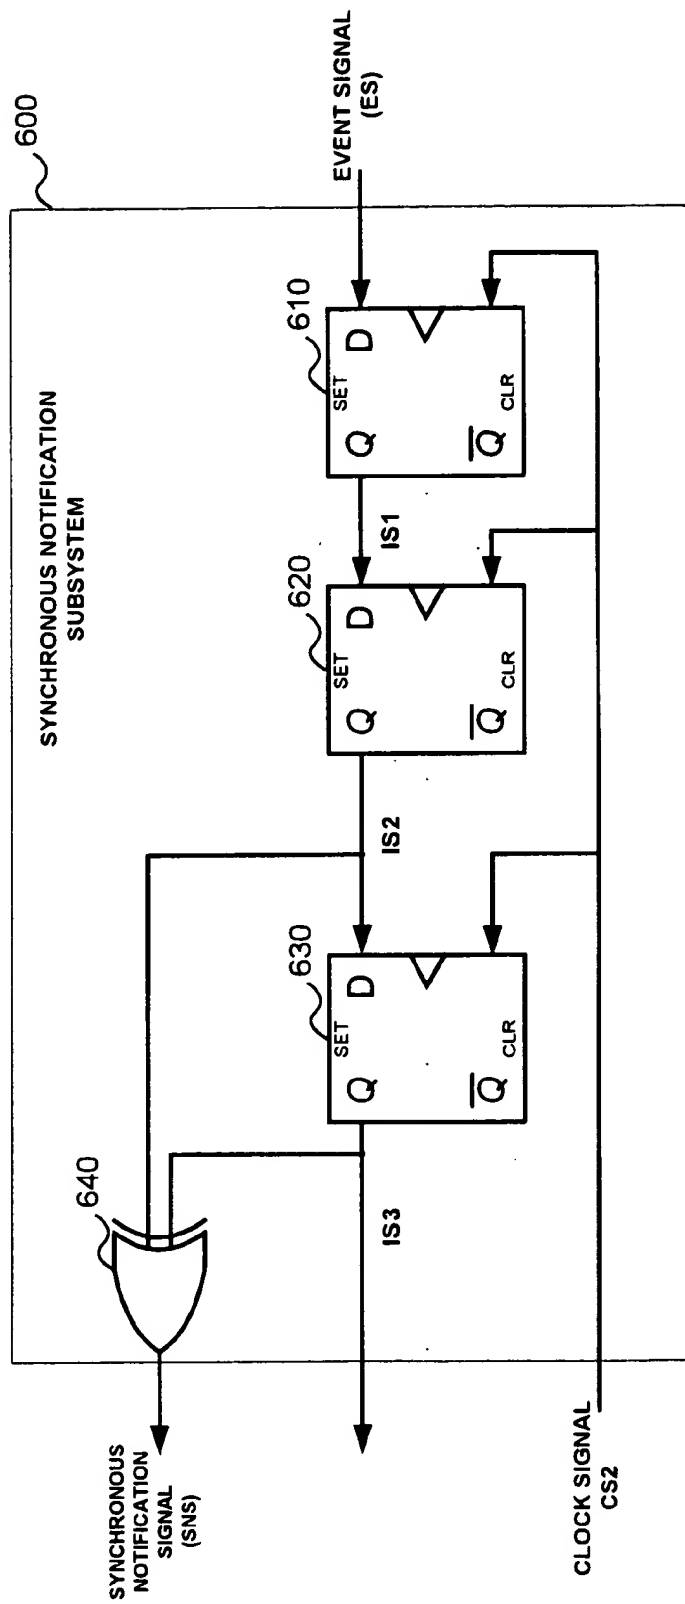 600
SYNCHRONOUS NOTIFICATION
SUBSYSTEM
EVENT SIGNAL
(ES)
610
SET
D
Q
Q
CLR
IS1
620
SET
D
Q
Q
CLR
IS2
630
SET
D
Q
Q
CLR
IS3
640
SYNCHRONOUS
NOTIFICATION
SIGNAL
(SNS)
CLOCK SIGNAL
CS2